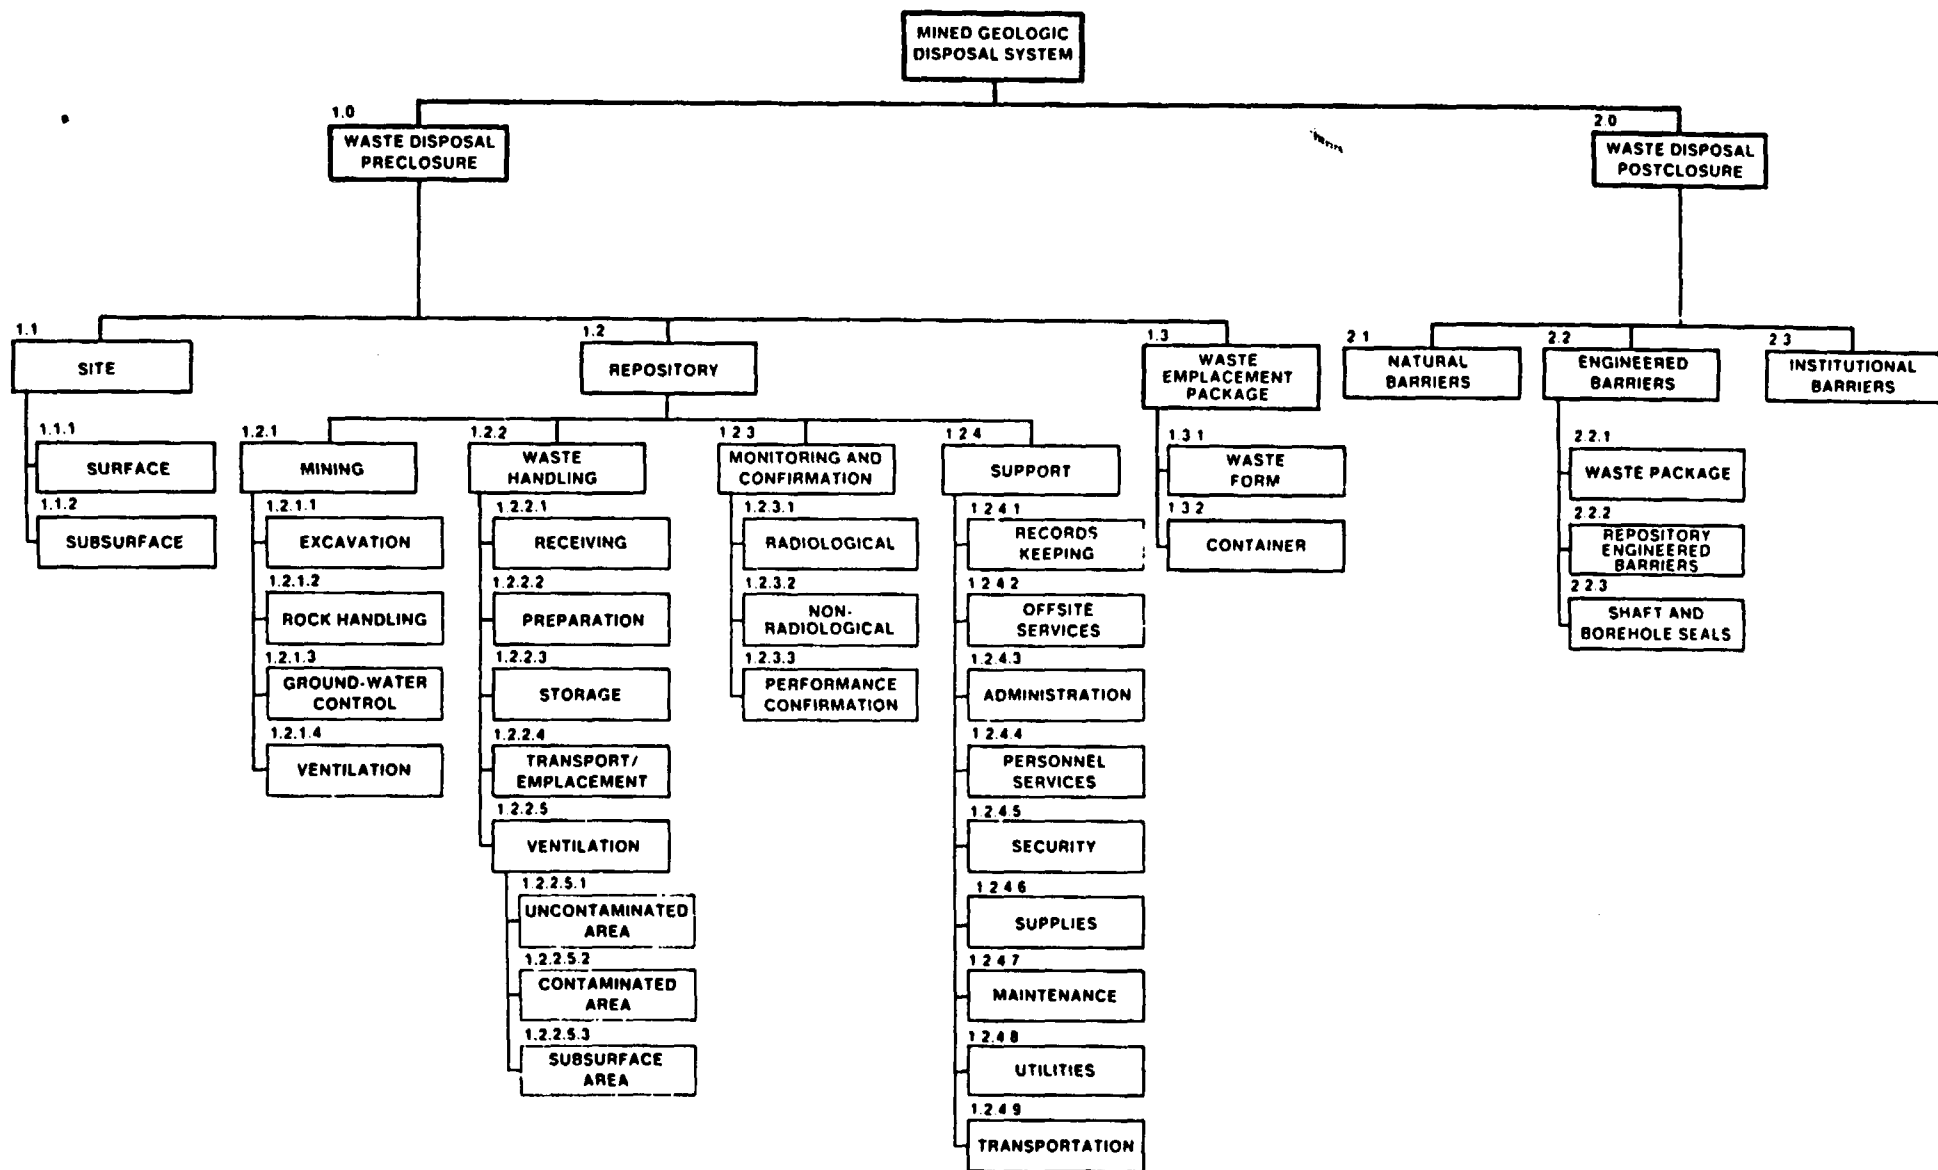 MINED GEOLOGIC
DISPOSAL SYSTEM
1.0
WASTE DISPOSAL
PRECLOSURE
2.0
WASTE DISPOSAL
POSTCLOSURE
1.1
SITE
1.1.1
SURFACE
1.1.2
SUBSURFACE
1.2
REPOSITORY
1.2.1
MINING
1.2.1.1
EXCAVATION
1.2.1.2
ROCK HANDLING
1.2.1.3
GROUND-WATER
CONTROL
1.2.1.4
VENTILATION
1.2.2
WASTE
HANDLING
1.2.2.1
RECEIVING
1.2.2.2
PREPARATION
1.2.2.3
STORAGE
1.2.2.4
TRANSPORT/
EMPLACEMENT
1.2.2.5
VENTILATION
1.2.2.5.1
UNCONTAMINATED
AREA
1.2.2.5.2
CONTAMINATED
AREA
1.2.2.5.3
SUBSURFACE
AREA
1.2 3
MONITORING AND
CONFIRMATION
1.2.3.1
RADIOLOGICAL
1.2.3.2
NON-
RADIOLOGICAL
1.2.3.3
PERFORMANCE
CONFIRMATION
1 2 4
SUPPORT
1 2 4 1
RECORDS
KEEPING
1 2 4 2
OFFSITE
SERVICES
1.2.4.3
ADMINISTRATION
1.2.4.4
PERSONNEL
SERVICES
1.2.4.5
SECURITY
1 2 4 6
SUPPLIES
1 2 4 7
MAINTENANCE
1 2.4 8
UTILITIES
1.2.4 9
TRANSPORTATION
1.3
WASTE
EMPLACEMENT
PACKAGE
1.3 1
WASTE
FORM
1 3 2
CONTAINER
2 1
NATURAL
BARRIERS
2.2
ENGINEERED
BARRIERS
2.2.1
WASTE PACKAGE
2.2.2
REPOSITORY
ENGINEERED
BARRIERS
2 2.3
SHAFT AND
BOREHOLE SEALS
2 3
INSTITUTIONAL
BARRIERS